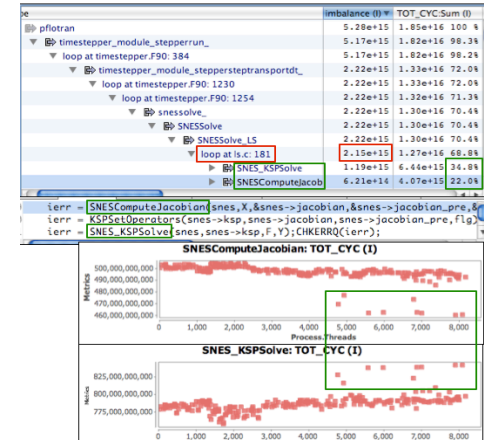 pe imbalance (I) TOT_CYC:Sum (I)
pflotran 5.28e+15 1.85e+16 100 %
timestepper_module_stepperrun_ 5.17e+15 1.82e+16 98.3%
loop at timestepper.F90: 384 5.17e+15 1.82e+16 98.2%
timestepper_module_steppersteptransportdt_ 2.22e+15 1.33e+16 72.0%
loop at timestepper.F90: 1230 2.22e+15 1.33e+16 72.0%
loop at timestepper.F90: 1254 2.22e+15 1.32e+16 71.3%
snessolve_ 2.22e+15 1.30e+16 70.4%
SNESSolve 2.22e+15 1.30e+16 70.4%
SNESSolve_LS 2.22e+15 1.30e+16 70.4%
loop at ls.c: 181 2.15e+15 1.27e+16 68.8%
SNES_KSPSolve 1.19e+15 6.44e+15 34.8%
SNESComputeJacob 6.21e+14 4.07e+15 22.0%
ierr = SNESComputeJacobian(snes,X,&snes->jacobian,&snes->jacobian_pre,&
ierr = KSPSetOperators(snes->ksp,snes->jacobian,snes->jacobian_pre,flg)
ierr = SNES_KSPSolve(snes,snes->ksp,F,Y);CHKERRQ(ierr);
SNESComputeJacobian: TOT_CYC (I)
Metrics
500,000,000,000
490,000,000,000
480,000,000,000
470,000,000,000
460,000,000,000
0 1,000 2,000 3,000 4,000 5,000 6,000 7,000 8,000
Process.Threads
SNES_KSPSolve: TOT_CYC (I)
Metrics
825,000,000,000
800,000,000,000
775,000,000,000
0 1,000 2,000 3,000 4,000 5,000 6,000 7,000 8,000